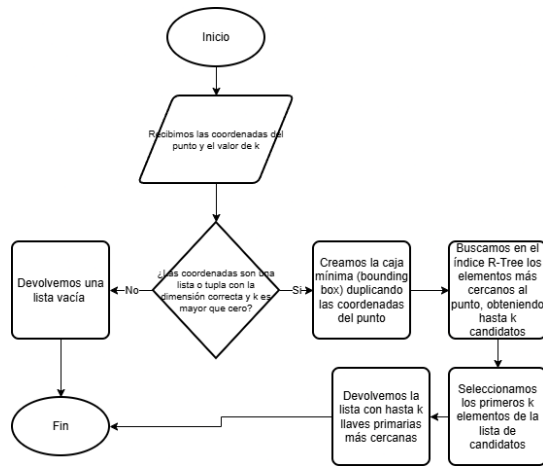 Inicio
Recibimos las coordenadas del
punto y el valor de k
¿Las coordenadas son una
lista o tupla con la
dimensión correcta y k es
mayor que cero?
No
Si
Devolvemos una
lista vacía
Creamos la caja
mínima (bounding
box) duplicando
las coordenadas
del punto
Buscamos en el
índice R-Tree los
elementos más
cercanos al
punto, obteniendo
hasta k
candidatos
Seleccionamos
los primeros k
elementos de la
lista de
candidatos
Devolvemos la
lista con hasta k
llaves primarias
más cercanas
Fin